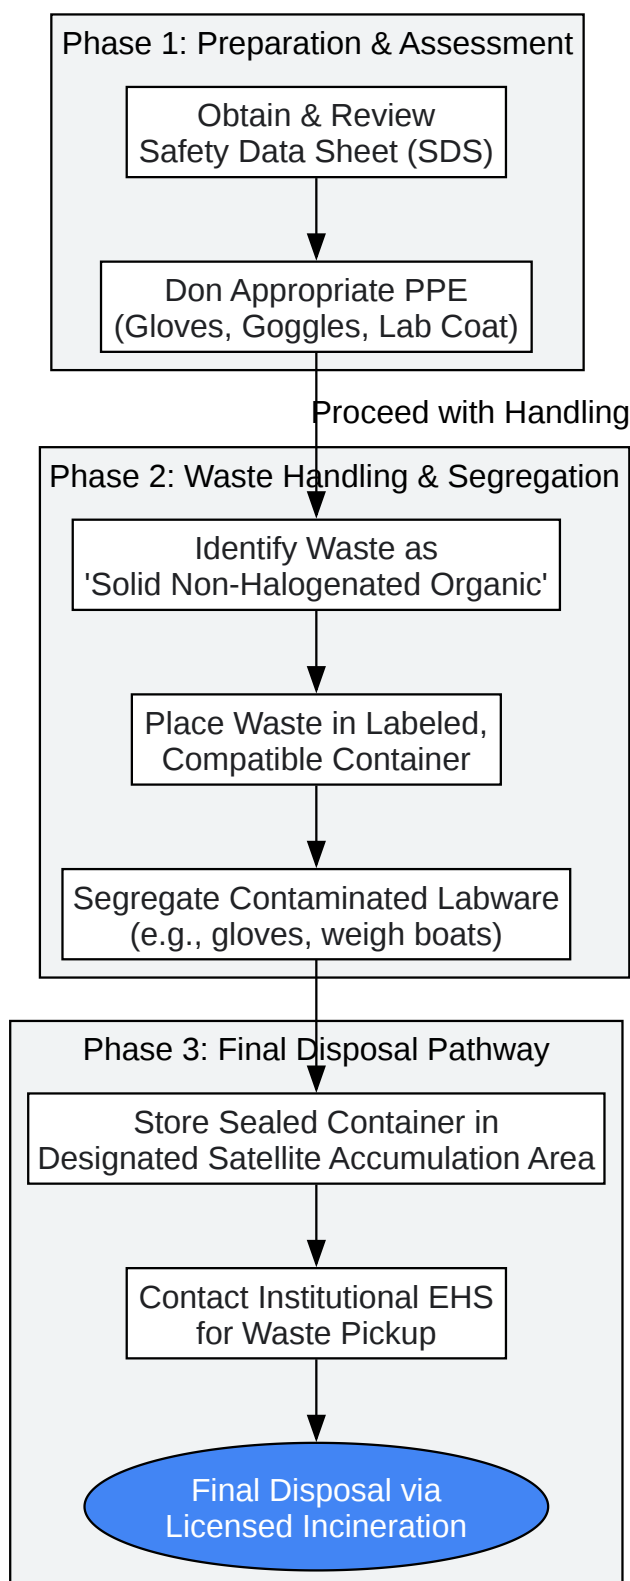 Phase 1: Preparation & Assessment
Obtain & Review
Safety Data Sheet (SDS)
Don Appropriate PPE
(Gloves, Goggles, Lab Coat)
Proceed with Handling
Phase 2: Waste Handling & Segregation
Identify Waste as
'Solid Non-Halogenated Organic'
Place Waste in Labeled,
Compatible Container
Segregate Contaminated Labware
(e.g., gloves, weigh boats)
Phase 3: Final Disposal Pathway
Store Sealed Container in
Designated Satellite Accumulation Area
Contact Institutional EHS
for Waste Pickup
Final Disposal via
Licensed Incineration